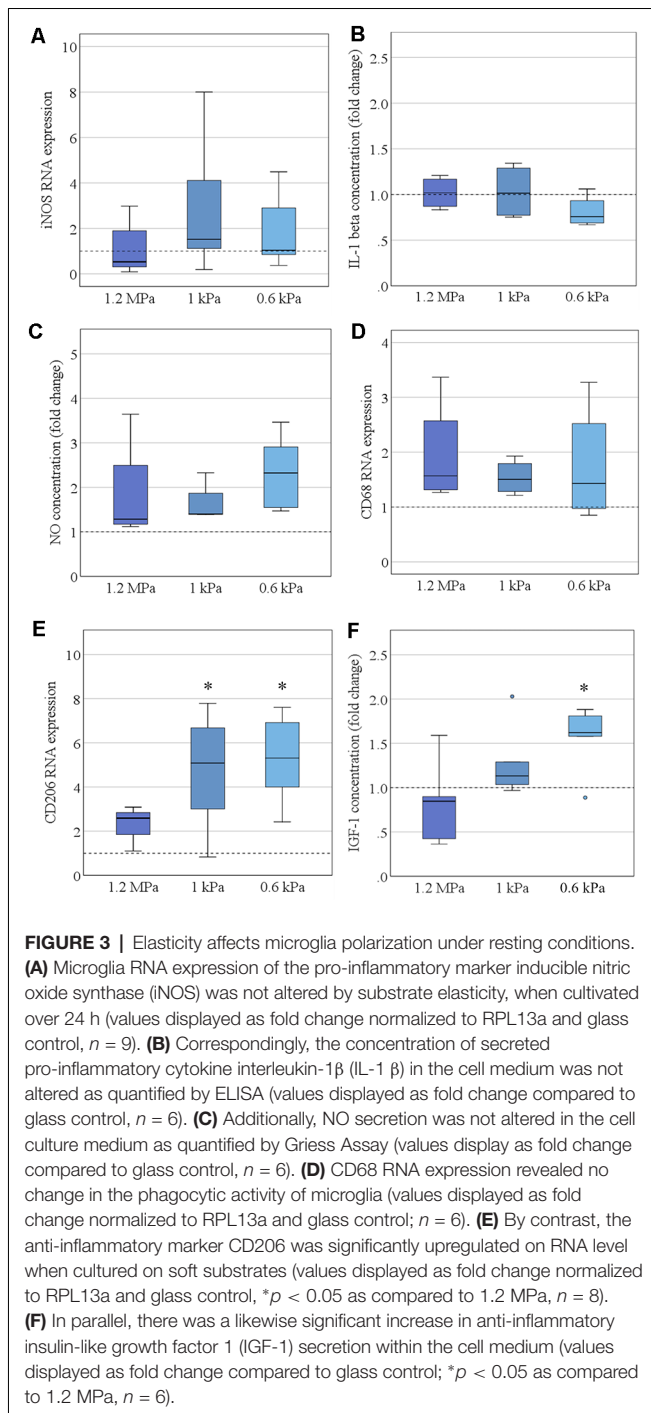 A
iNOS RNA expression
10
8
6
4
2
0
1.2 MPa 1 kPa 0.6 kPa
B
IL-1 beta concentration (fold change)
2.5
2.0
1.5
1.0
.5
.0
1.2 MPa 1 kPa 0.6 kPa
C
NO concentration (fold change)
5
4
3
2
1
0
1.2 MPa 1 kPa 0.6 kPa
D
CD68 RNA expression
4
3
2
1
0
1.2 MPa 1 kPa 0.6 kPa
E
CD206 RNA expression
10
8
6
4
2
0
* *
1.2 MPa 1 kPa 0.6 kPa
F
IGF-1 concentration (fold change)
2.5
2.0
1.5
1.0
.5
.0
*
1.2 MPa 1 kPa 0.6 kPa
FIGURE 3 | Elasticity affects microglia polarization under resting conditions.
(A) Microglia RNA expression of the pro-inflammatory marker inducible nitric
oxide synthase (iNOS) was not altered by substrate elasticity, when cultivated
over 24 h (values displayed as fold change normalized to RPL13a and glass
control, n = 9). (B) Correspondingly, the concentration of secreted
pro-inflammatory cytokine interleukin-1β (IL-1 β) in the cell medium was not
altered as quantified by ELISA (values displayed as fold change compared to
glass control, n = 6). (C) Additionally, NO secretion was not altered in the cell
culture medium as quantified by Griess Assay (values display as fold change
compared to glass control, n = 6). (D) CD68 RNA expression revealed no
change in the phagocytic activity of microglia (values displayed as fold
change normalized to RPL13a and glass control; n = 6). (E) By contrast, the
anti-inflammatory marker CD206 was significantly upregulated on RNA level
when cultured on soft substrates (values displayed as fold change normalized
to RPL13a and glass control, *p < 0.05 as compared to 1.2 MPa, n = 8).
(F) In parallel, there was a likewise significant increase in anti-inflammatory
insulin-like growth factor 1 (IGF-1) secretion within the cell medium (values
displayed as fold change compared to glass control; *p < 0.05 as compared
to 1.2 MPa, n = 6).